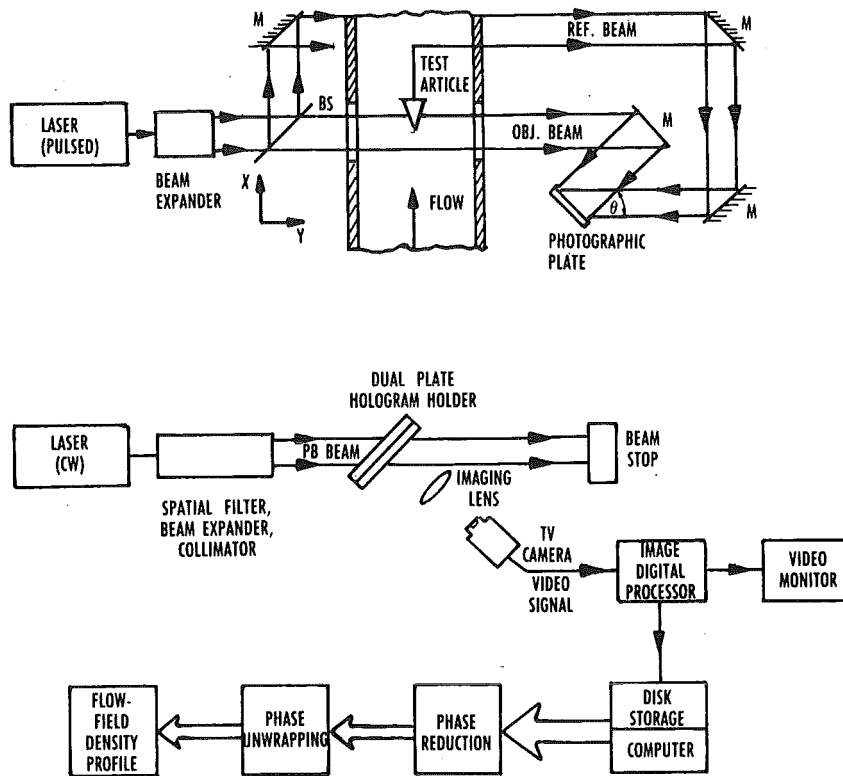 M
M
REF. BEAM
TEST
ARTICLE
BS
LASER
(PULSED)
M
OBJ. BEAM
BEAM
EXPANDER
X
Y
FLOW
θ
M
PHOTOGRAPHIC
PLATE
DUAL PLATE
HOLOGRAM HOLDER
LASER
(CW)
PB BEAM
BEAM
STOP
IMAGING
LENS
SPATIAL FILTER,
BEAM EXPANDER,
COLLIMATOR
TV
CAMERA
VIDEO
SIGNAL
IMAGE
DIGITAL
PROCESSOR
VIDEO
MONITOR
FLOW-
FIELD
DENSITY
PROFILE
PHASE
UNWRAPPING
PHASE
REDUCTION
DISK
STORAGE
COMPUTER